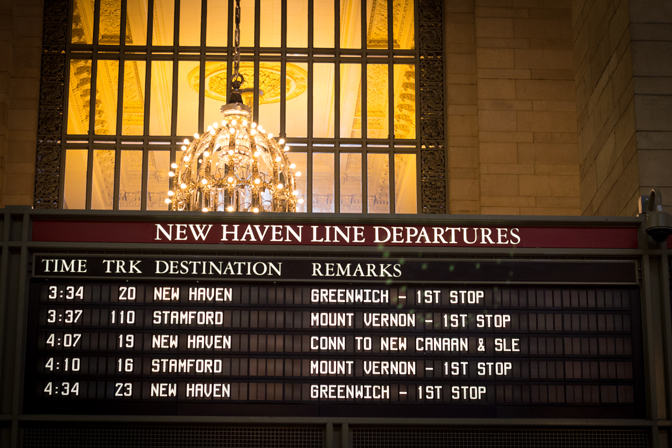 NEW HAVEN LINE DEPARTURES
TIME TRK DESTINATION REMARKS
3:34 20 NEW HAVEN GREENWICH - 1ST STOP
3:37 110 STAMFORD MOUNT VERNON - 1ST STOP
4:07 19 NEW HAVEN CONN TO NEW CANAAN & SLE
4:10 16 STAMFORD MOUNT VERNON - 1ST STOP
4:34 23 NEW HAVEN GREENWICH - 1ST STOP